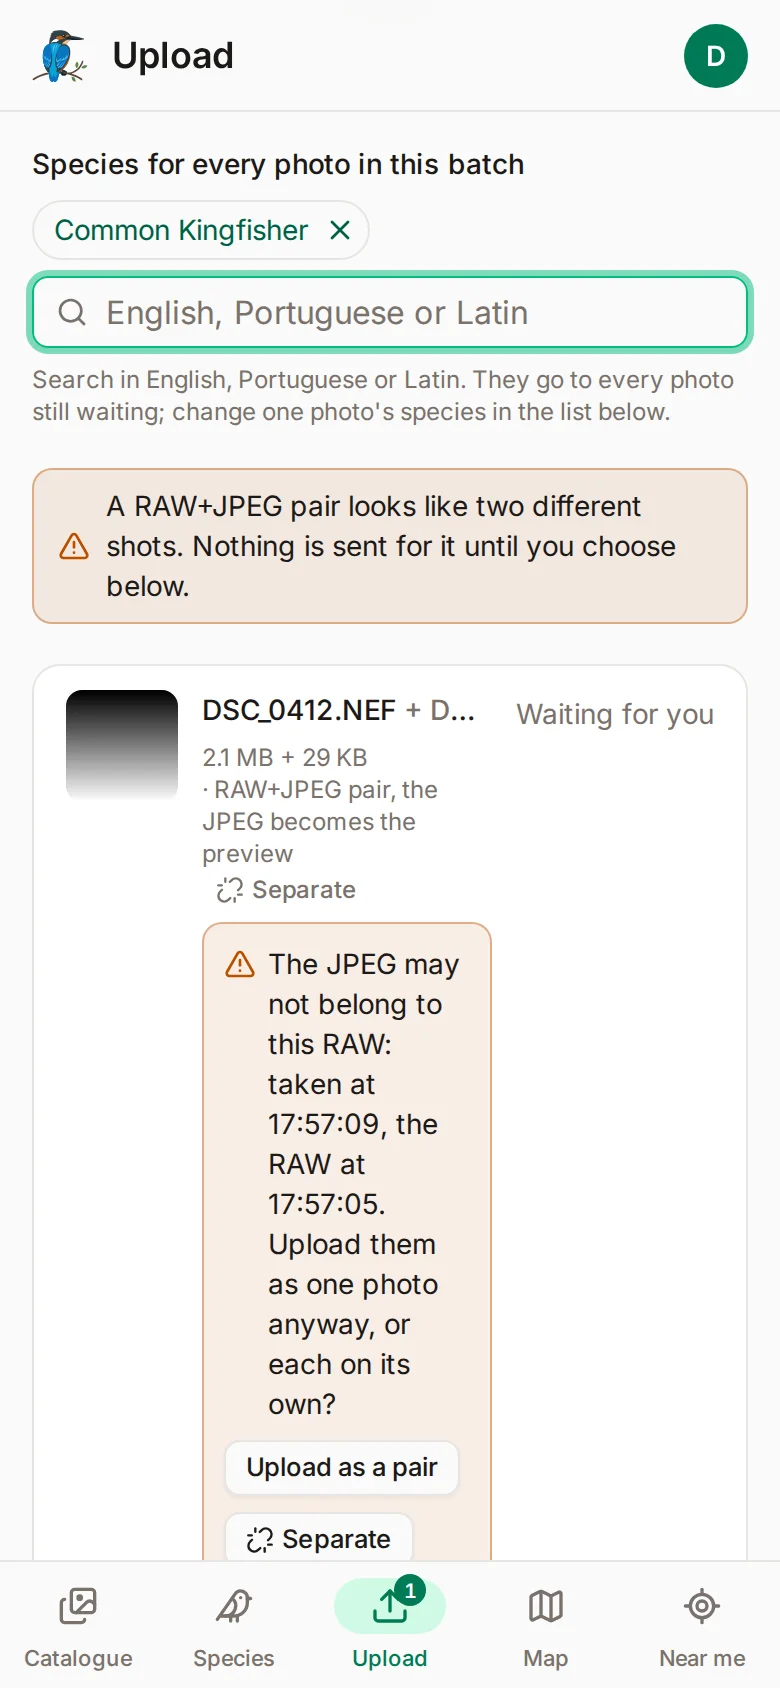 Upload
D
Species for every photo in this batch
Common Kingfisher
English, Portuguese or Latin
Search in English, Portuguese or Latin. They go to every photo
still waiting; change one photo's species in the list below.
A RAW+JPEG pair looks like two different
shots. Nothing is sent for it until you choose
below.
DSC_0412.NEF + D...
Waiting for you
2.1 MB + 29 KB
· RAW+JPEG pair, the
JPEG becomes the
preview
Separate
The JPEG may
not belong to
this RAW:
taken at
17:57:09, the
RAW at
17:57:05.
Upload them
as one photo
anyway, or
each on its
own?
Upload as a pair
Separate
1
Catalogue
Species
Upload
Map
Near me